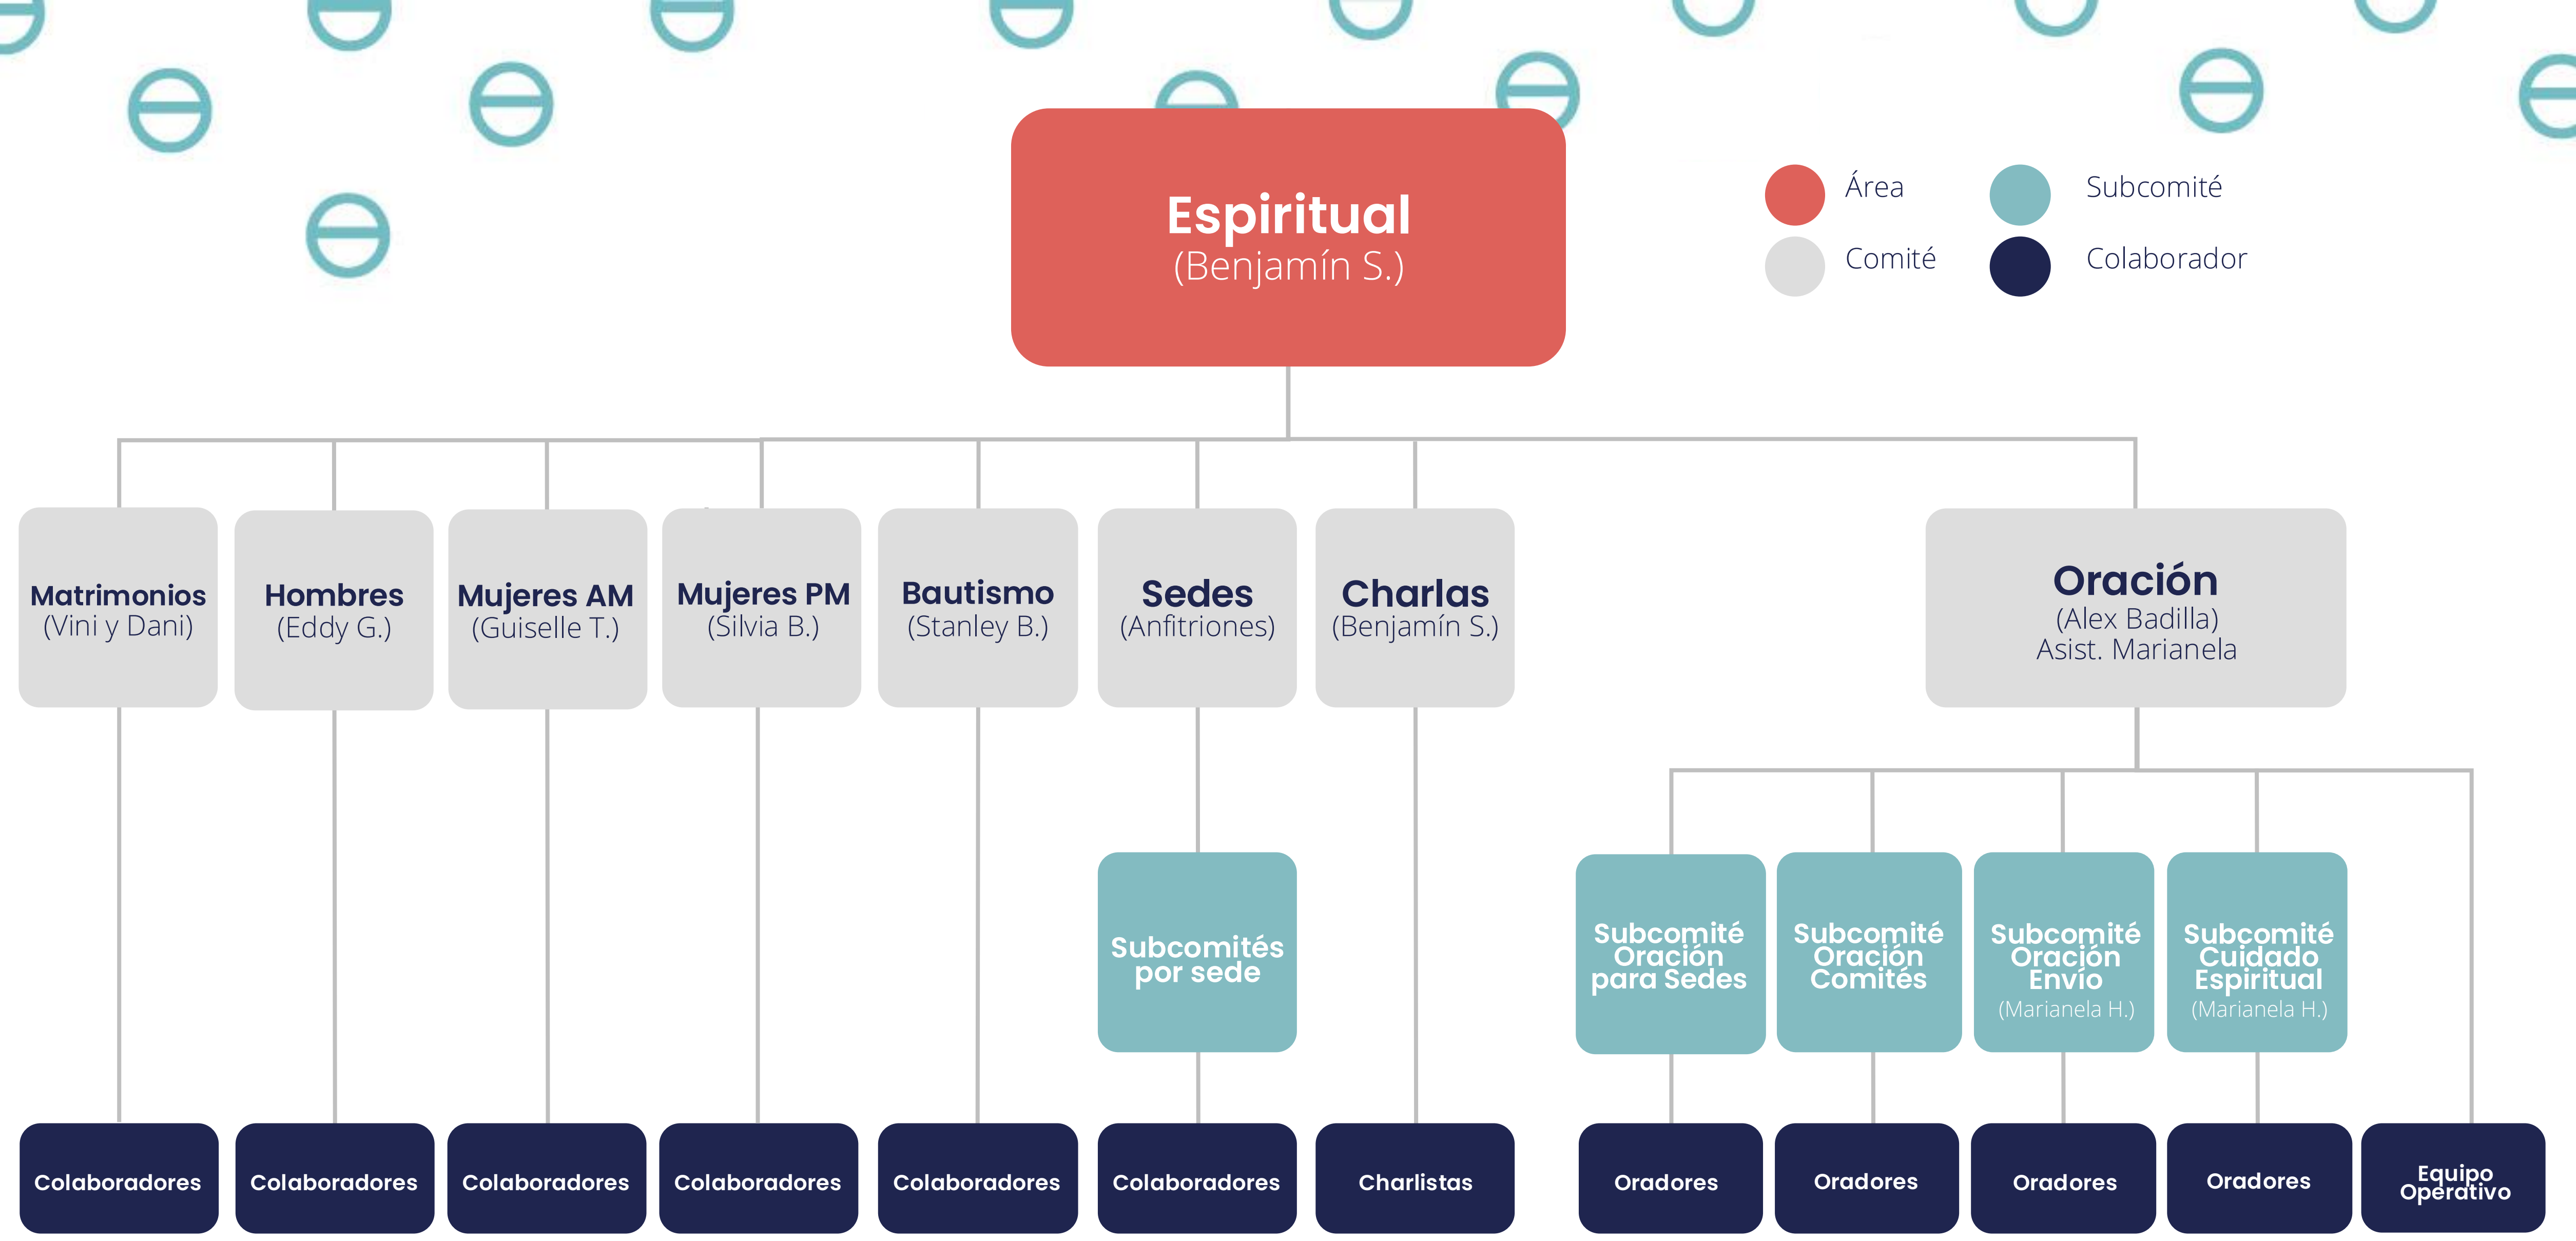 Espiritual
(Benjamín S.)
Área
Subcomité
Comité
Colaborador
Matrimonios
(Vini y Dani)
Hombres
(Eddy G.)
Mujeres AM
(Guiselle T.)
Mujeres PM
(Silvia B.)
Bautismo
(Stanley B.)
Sedes
(Anfitriones)
Charlas
(Benjamín S.)
Oración
(Alex Badilla)
Asist. Marianela
Subcomités
por sede
Subcomité
Oración
para Sedes
Subcomité
Oración
Comités
Subcomité
Oración
Envío
(Marianela H.)
Subcomité
Cuidado
Espiritual
(Marianela H.)
Colaboradores
Colaboradores
Colaboradores
Colaboradores
Colaboradores
Colaboradores
Charlistas
Oradores
Oradores
Oradores
Oradores
Equipo
Operativo